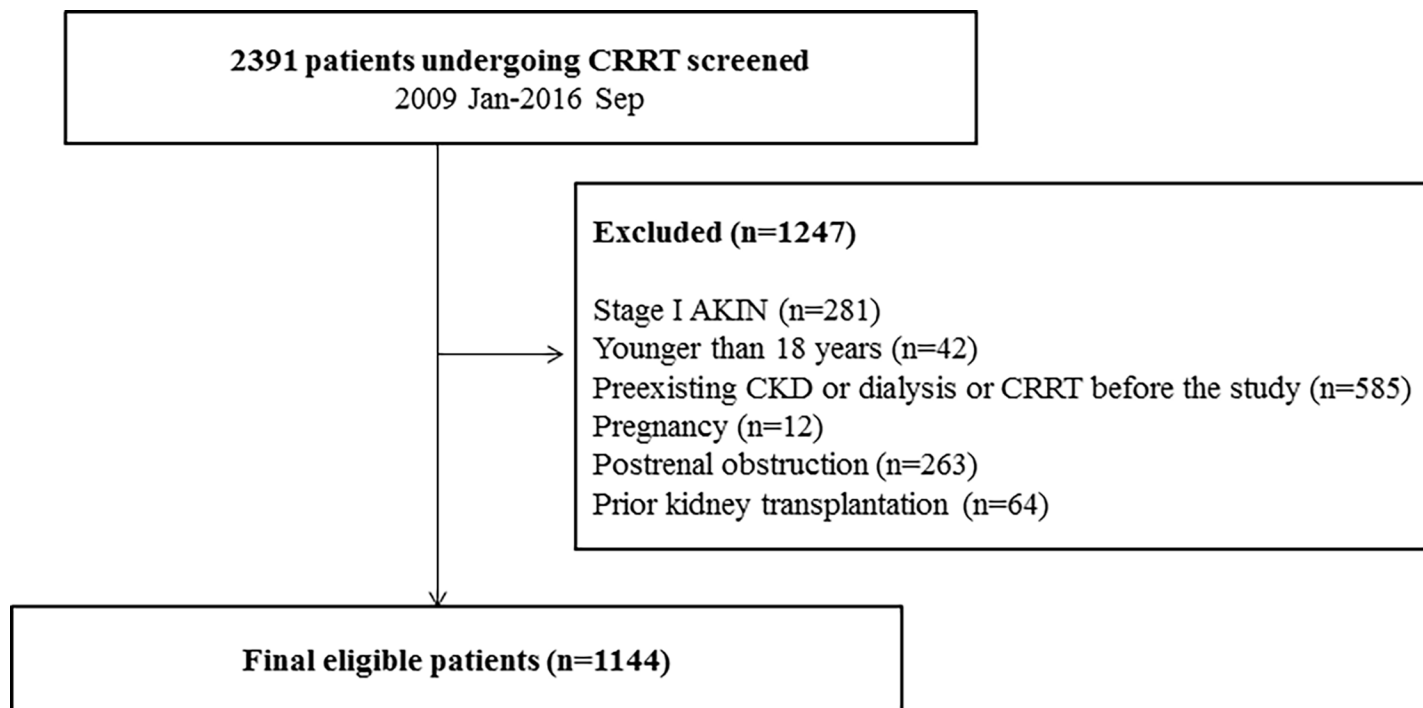 2391 patients undergoing CRRT screened
2009 Jan-2016 Sep
Excluded (n=1247)
Stage I AKIN (n=281)
Younger than 18 years (n=42)
Preexisting CKD or dialysis or CRRT before the study (n=585)
Pregnancy (n=12)
Postrenal obstruction (n=263)
Prior kidney transplantation (n=64)
Final eligible patients (n=1144)